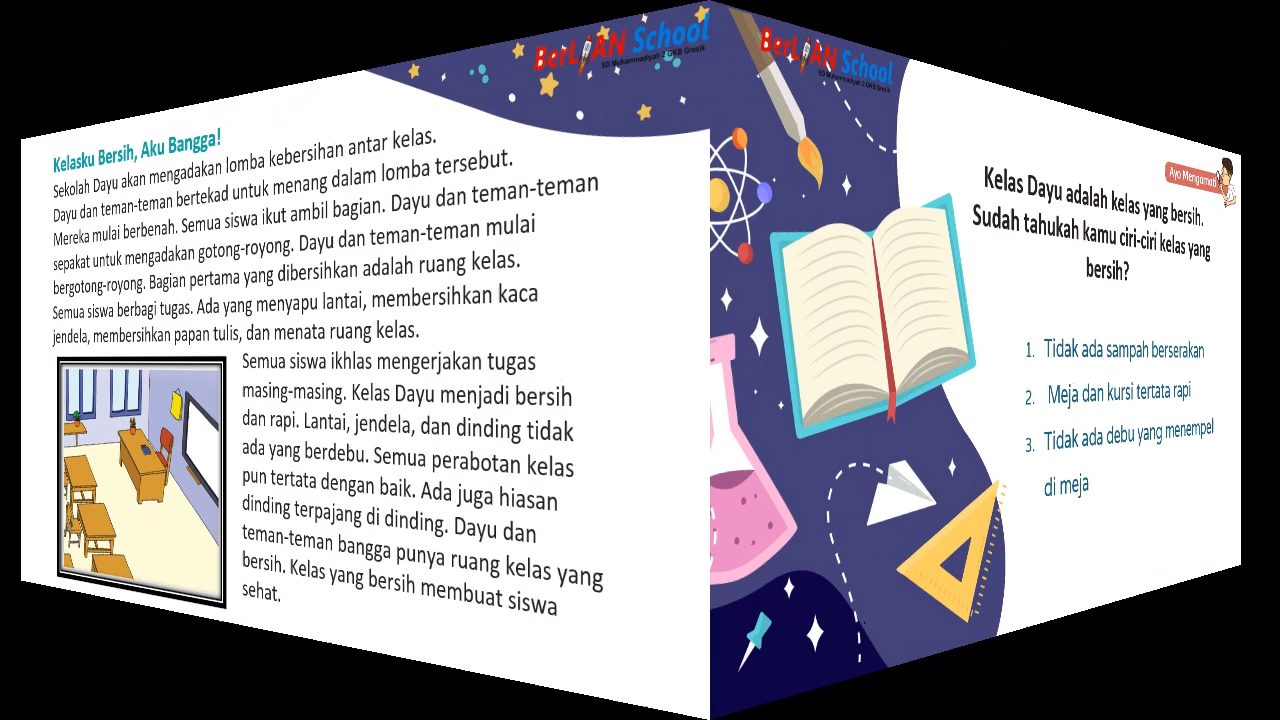 BerLIAN School
SD Muhammadiyah 2 GKB Gresik
Kelasku Bersih, Aku Bangga!
Sekolah Dayu akan mengadakan lomba kebersihan antar kelas.
Dayu dan teman-teman bertekad untuk menang dalam lomba tersebut.
Mereka mulai berbenah. Semua siswa ikut ambil bagian. Dayu dan teman-teman
sepakat untuk mengadakan gotong-royong. Dayu dan teman-teman mulai
bergotong-royong. Bagian pertama yang dibersihkan adalah ruang kelas.
Semua siswa berbagi tugas. Ada yang menyapu lantai, membersihkan kaca
jendela, membersihkan papan tulis, dan menata ruang kelas.
Semua siswa ikhlas mengerjakan tugas
masing-masing. Kelas Dayu menjadi bersih
dan rapi. Lantai, jendela, dan dinding tidak
ada yang berdebu. Semua perabotan kelas
pun tertata dengan baik. Ada juga hiasan
dinding terpajang di dinding. Dayu dan
teman-teman bangga punya ruang kelas yang
bersih. Kelas yang bersih membuat siswa
sehat.
BerLIAN School
SD Muhammadiyah 2 GKB Gresik
Ayo Mengamati
Kelas Dayu adalah kelas yang bersih.
Sudah tahukah kamu ciri-ciri kelas yang
bersih?
1. Tidak ada sampah berserakan
2. Meja dan kursi tertata rapi
3. Tidak ada debu yang menempel
di meja